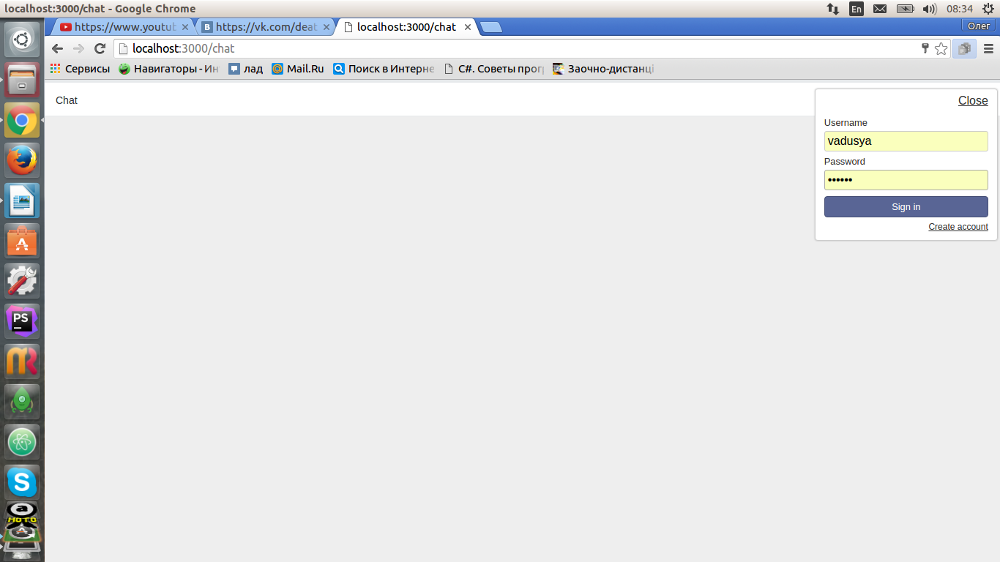 localhost:3000/chat - Google Chrome
En
08:34
https://www.youtub
https://vk.com/deat
localhost:3000/chat
Олег
localhost:3000/chat
Сервисы
Навигаторы - Ин
лад
Mail.Ru
Поиск в Интерне
C#. Советы прог
Заочно-дистанці
Chat
Close
Username
vadusya
Password
••••••
Sign in
Create account
PS